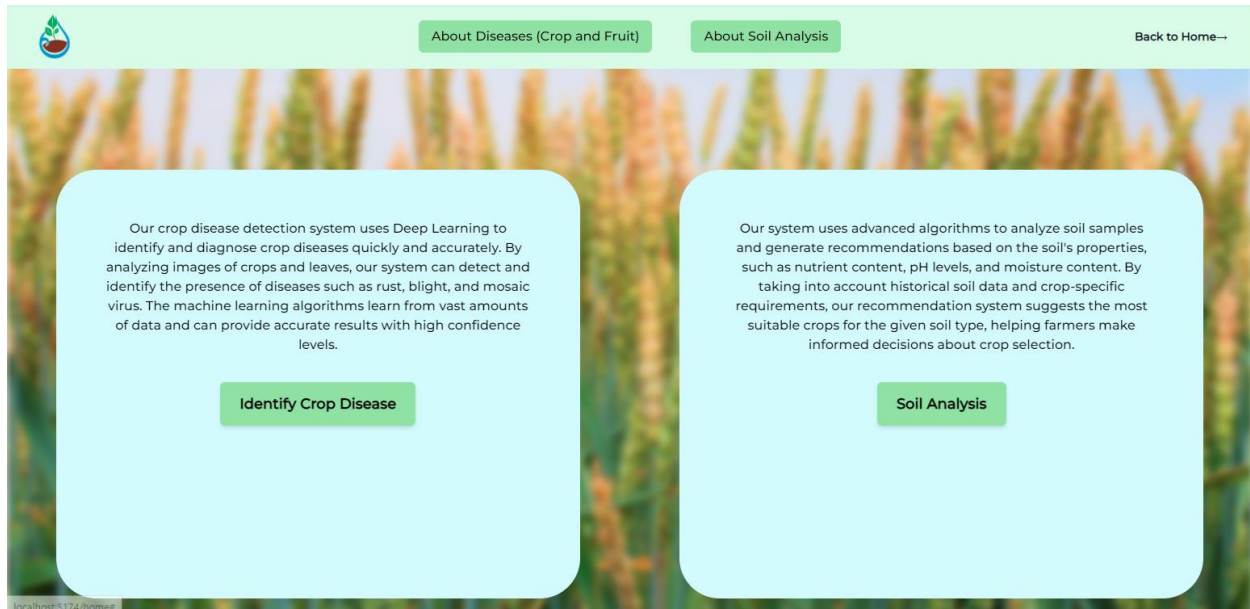 About Diseases (Crop and Fruit)
About Soil Analysis
Back to Home→
Our crop disease detection system uses Deep Learning to
identify and diagnose crop diseases quickly and accurately. By
analyzing images of crops and leaves, our system can detect and
identify the presence of diseases such as rust, blight, and mosaic
virus. The machine learning algorithms learn from vast amounts
of data and can provide accurate results with high confidence
levels.
Identify Crop Disease
Our system uses advanced algorithms to analyze soil samples
and generate recommendations based on the soil's properties,
such as nutrient content, pH levels, and moisture content. By
taking into account historical soil data and crop-specific
requirements, our recommendation system suggests the most
suitable crops for the given soil type, helping farmers make
informed decisions about crop selection.
Soil Analysis
localhost:5174/home#